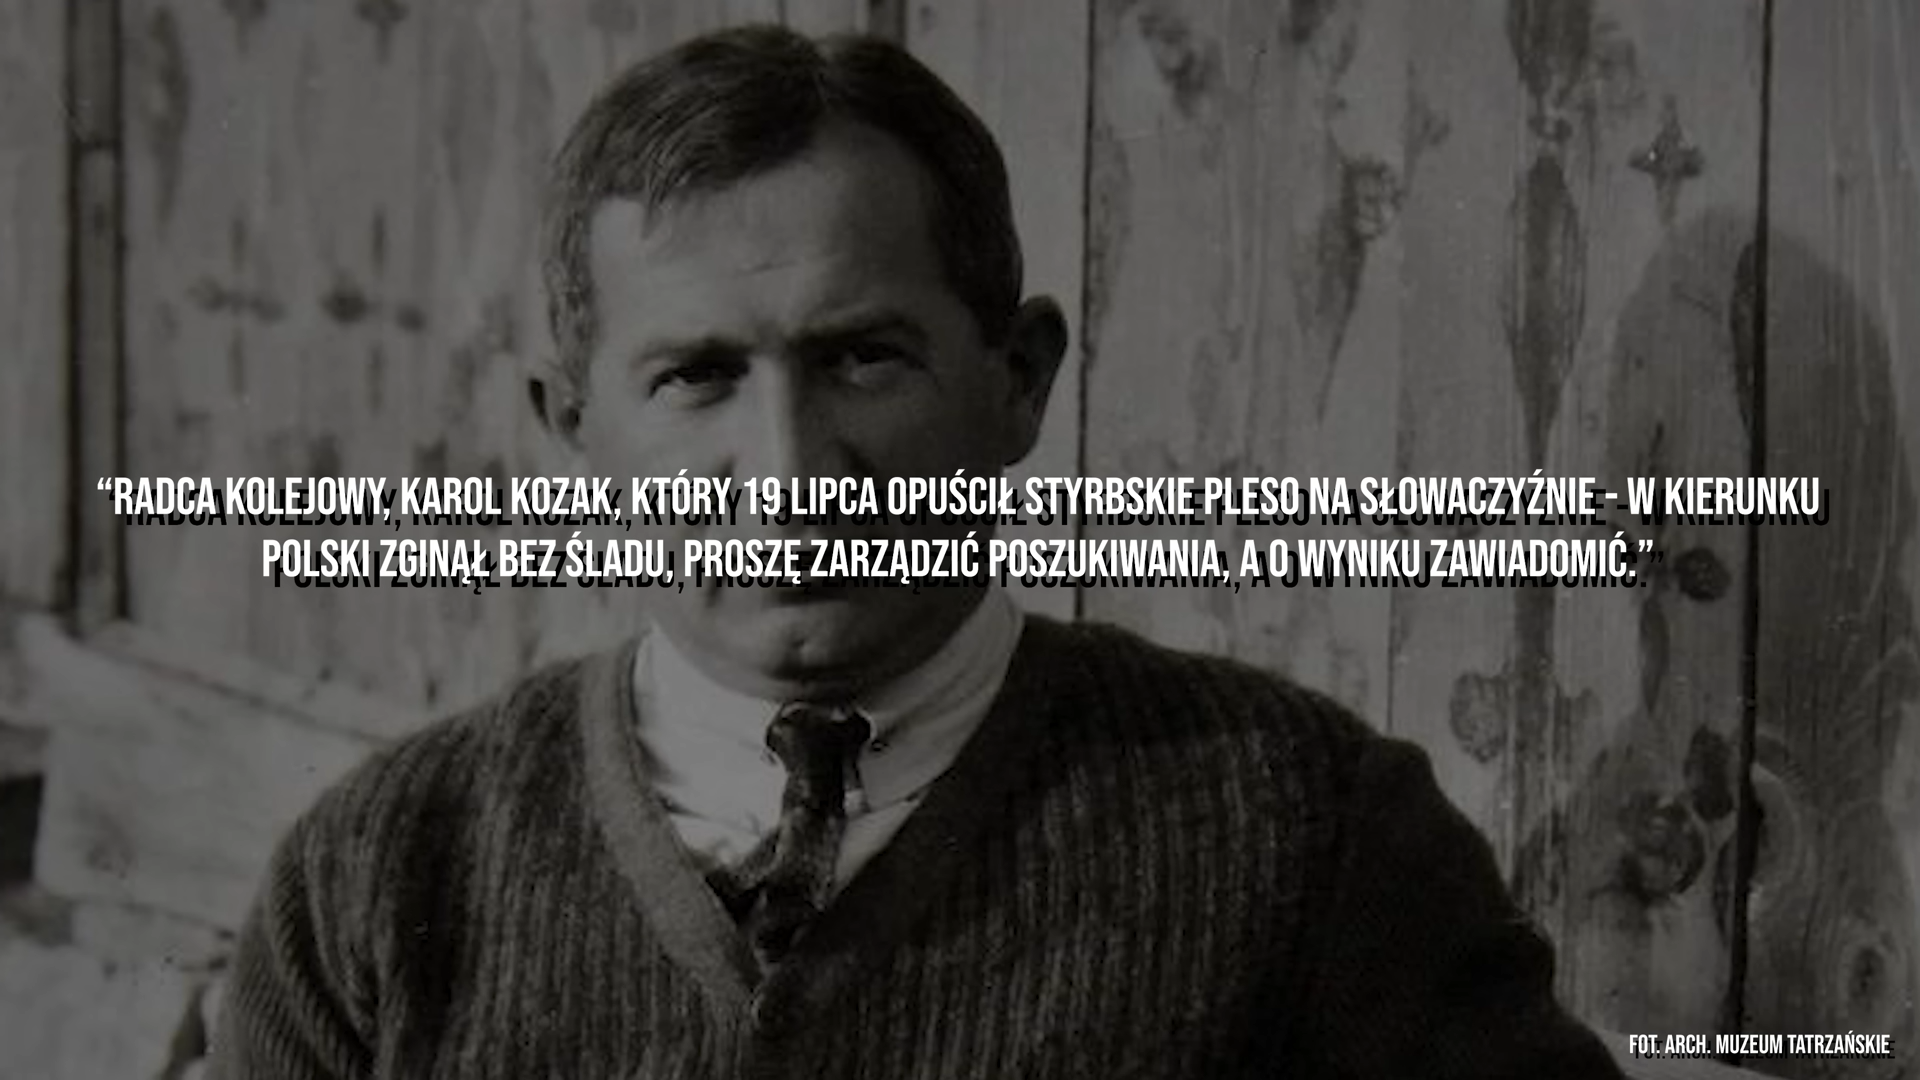 “RADCA KOLEJOWY, KAROL KOZAK, KTÓRY 19 LIPCA OPUŚCIŁ STYRBSKIE PLESO NA SŁOWACZYŹNIE - W KIERUNKU
POLSKI ZGINĄŁ BEZ ŚLADU, PROSZĘ ZARZĄDZIĆ POSZUKIWANIA, A O WYNIKU ZAWIADOMIĆ.”
FOT. ARCH. MUZEUM TATRZAŃSKIE